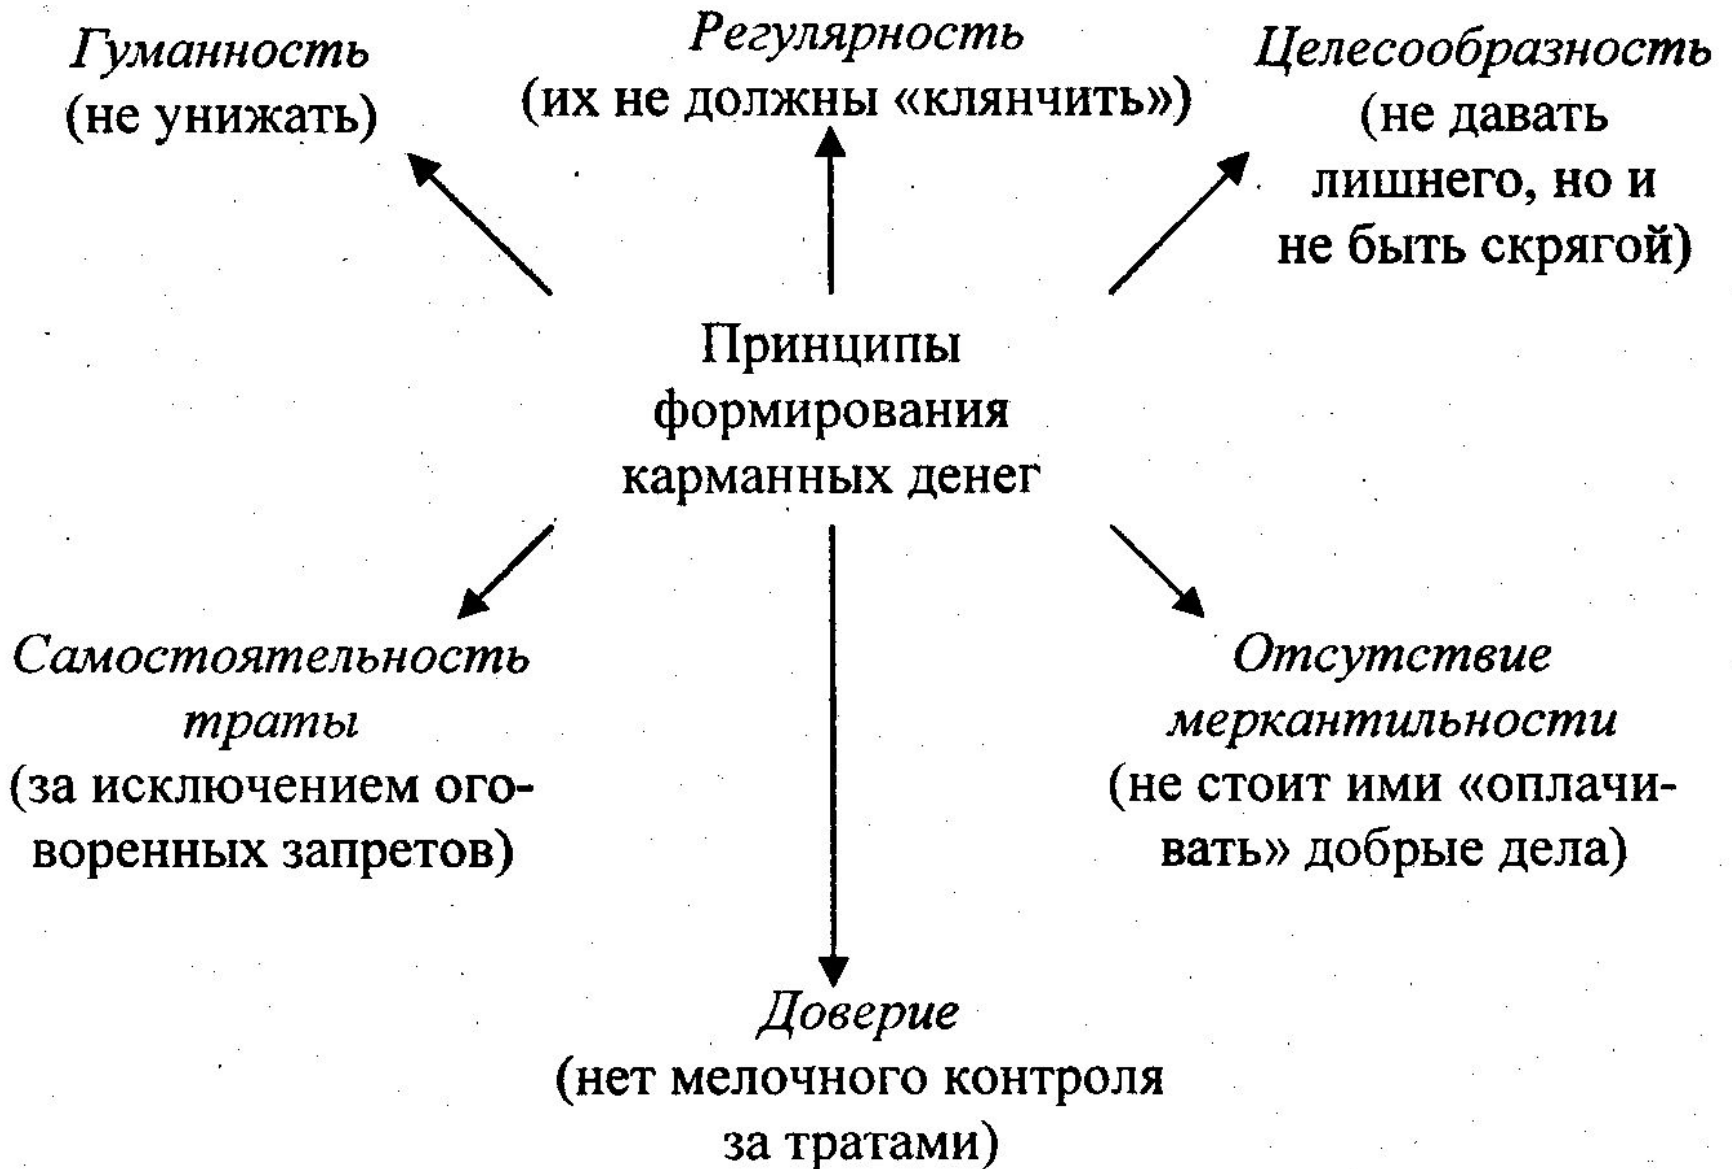 Гуманность
(не унижать)
Регулярность
(их не должны «клянчить»)
Целесообразность
(не давать
лишнего, но и
не быть скрягой)
Принципы
формирования
карманных денег
Самостоятельность
траты
(за исключением ого-
воренных запретов)
Отсутствие
меркантильности
(не стоит ими «оплачи-
вать» добрые дела)
Доверие
(нет мелочного контроля
за тратами)